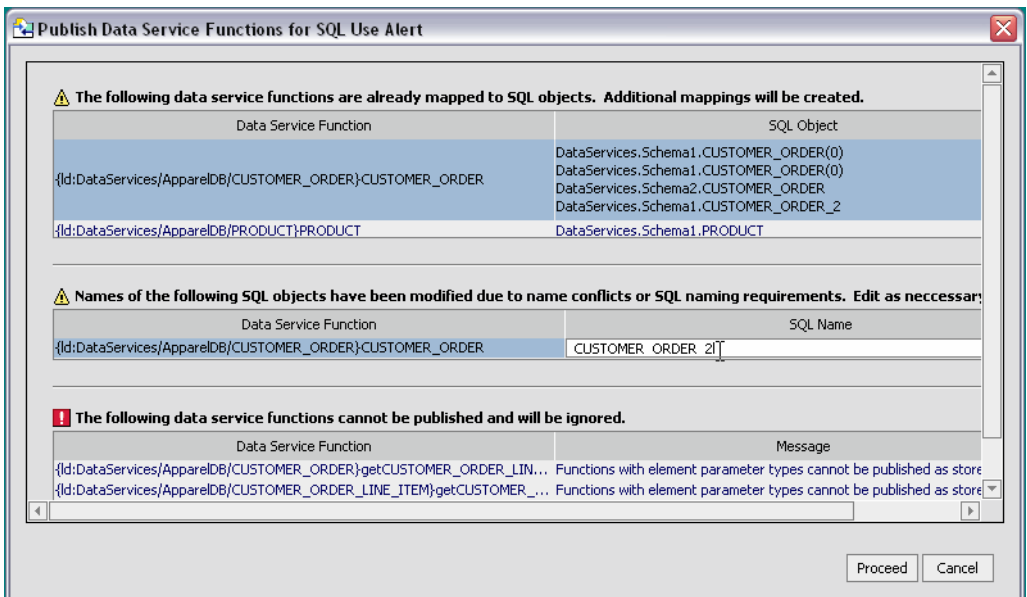 Publish Data Service Functions for SQL Use Alert
The following data service functions are already mapped to SQL objects. Additional mappings will be created.
Data Service Function SQL Object
{ld:DataServices/ApparelDB/CUSTOMER_ORDER}CUSTOMER_ORDER
DataServices.Schema1.CUSTOMER_ORDER(0)
DataServices.Schema1.CUSTOMER_ORDER(0)
DataServices.Schema2.CUSTOMER_ORDER
DataServices.Schema1.CUSTOMER_ORDER_2
{ld:DataServices/ApparelDB/PRODUCT}PRODUCT DataServices.Schema1.PRODUCT
Names of the following SQL objects have been modified due to name conflicts or SQL naming requirements. Edit as neccessary
Data Service Function SQL Name
{ld:DataServices/ApparelDB/CUSTOMER_ORDER}CUSTOMER_ORDER CUSTOMER_ORDER_2
The following data service functions cannot be published and will be ignored.
Data Service Function Message
{ld:DataServices/ApparelDB/CUSTOMER_ORDER}getCUSTOMER_ORDER_LIN... Functions with element parameter types cannot be published as store
{ld:DataServices/ApparelDB/CUSTOMER_ORDER_LINE_ITEM}getCUSTOMER_... Functions with element parameter types cannot be published as store
Proceed Cancel